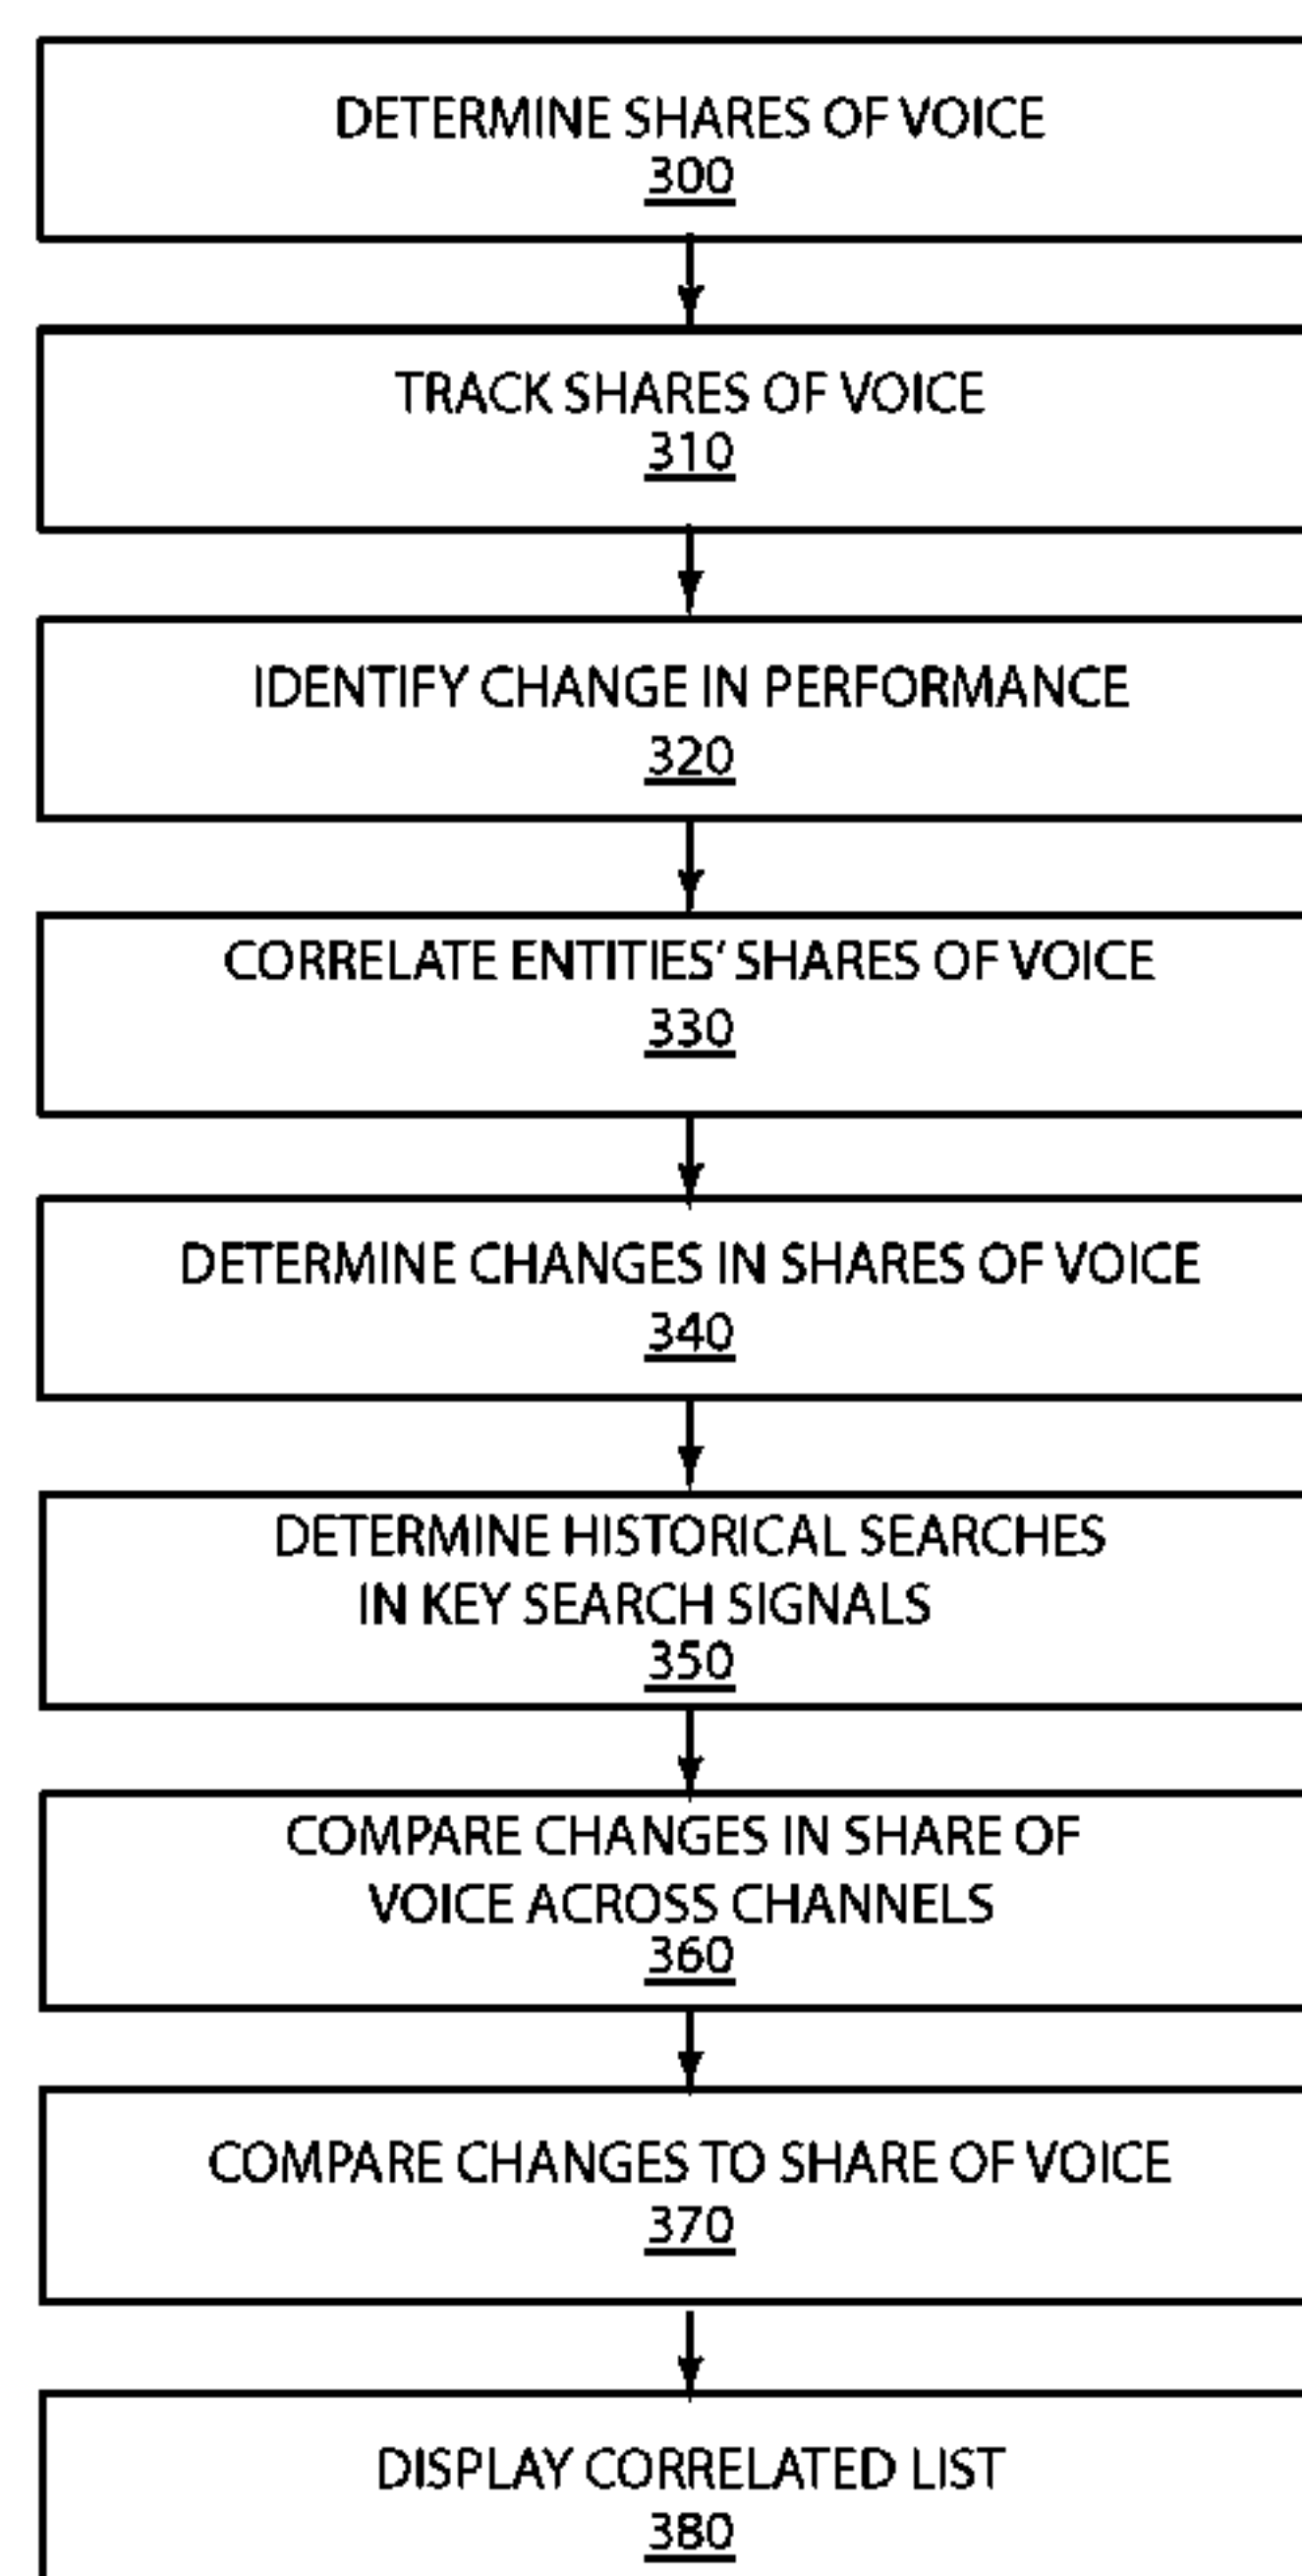 DETERMINE SHARES OF VOICE
300
TRACK SHARES OF VOICE
310
IDENTIFY CHANGE IN PERFORMANCE
320
CORRELATE ENTITIES' SHARES OF VOICE
330
DETERMINE CHANGES IN SHARES OF VOICE
340
DETERMINE HISTORICAL SEARCHES
IN KEY SEARCH SIGNALS
350
COMPARE CHANGES IN SHARE OF
VOICE ACROSS CHANNELS
360
COMPARE CHANGES TO SHARE OF VOICE
370
DISPLAY CORRELATED LIST
380